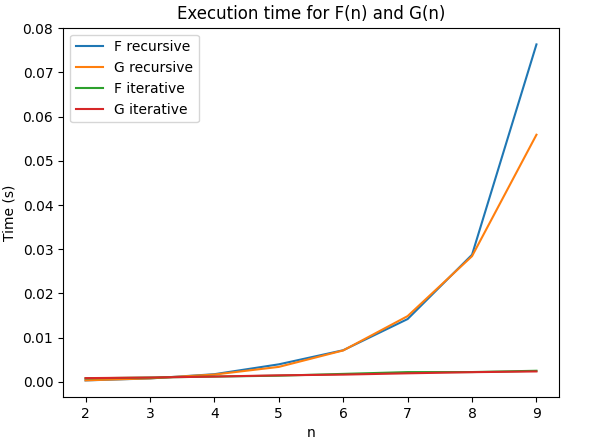 Execution time for F(n) and G(n)
0.08
0.07
0.06
0.05
0.04
0.03
0.02
0.01
0.00
Time (s)
F recursive
G recursive
F iterative
G iterative
2 3 4 5 6 7 8 9
n